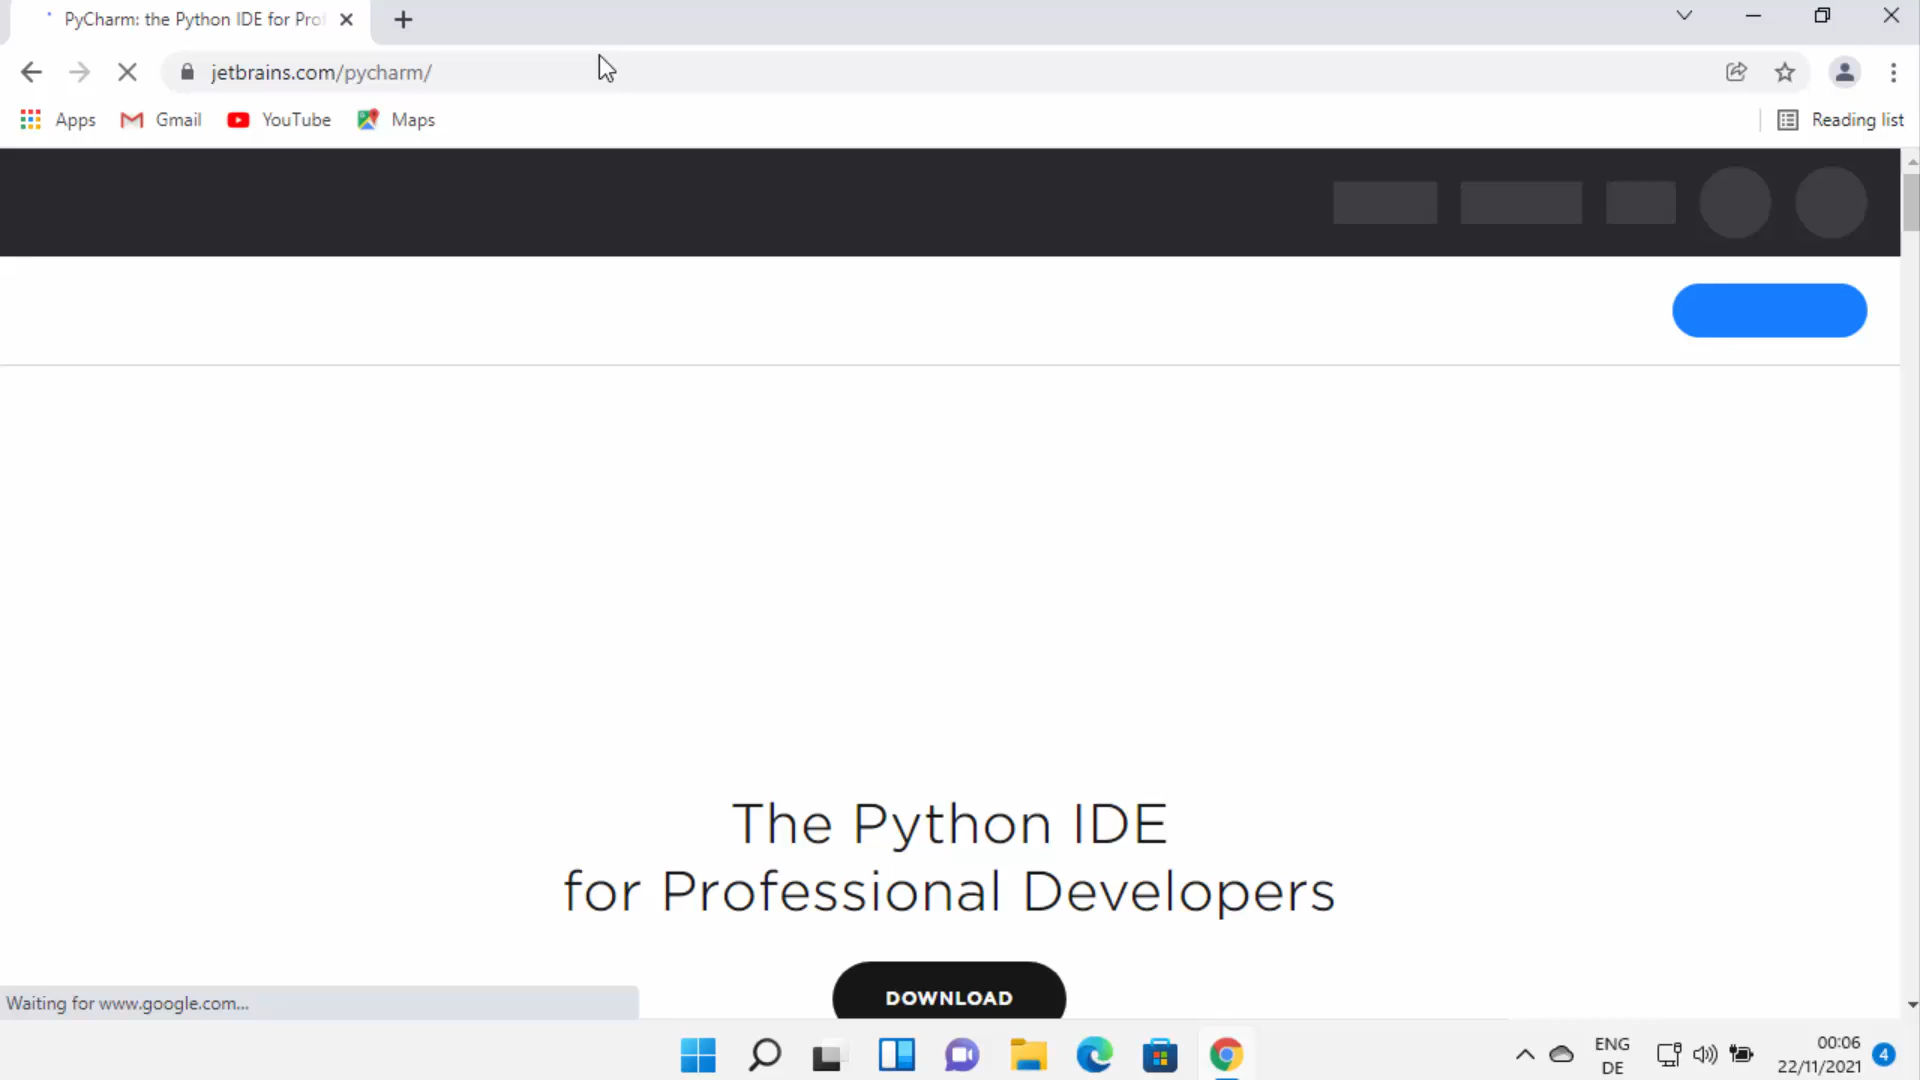 PyCharm: the Python IDE for Prof
jetbrains.com/pycharm/
Apps
Gmail
YouTube
Maps
Reading list
The Python IDE
for Professional Developers
DOWNLOAD
Waiting for www.google.com...
ENG
DE
00:06
22/11/2021
4